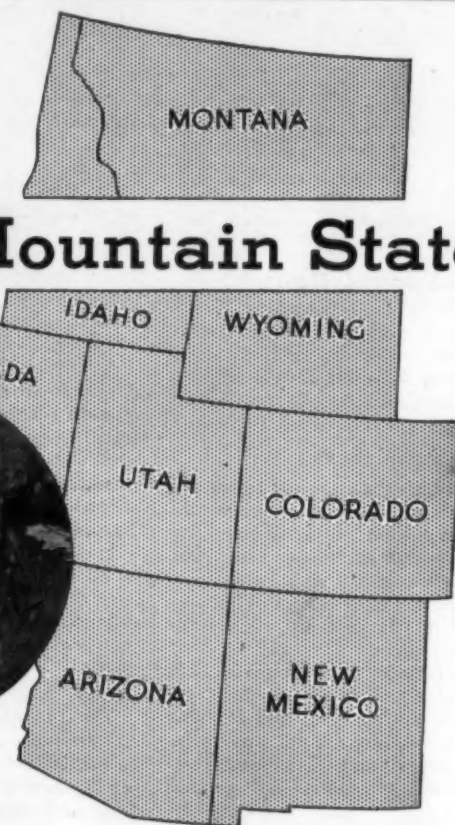 MONTANA
Mountain State
IDAHO
WYOMING
DA
UTAH
COLORADO
ARIZONA
NEW
MEXICO